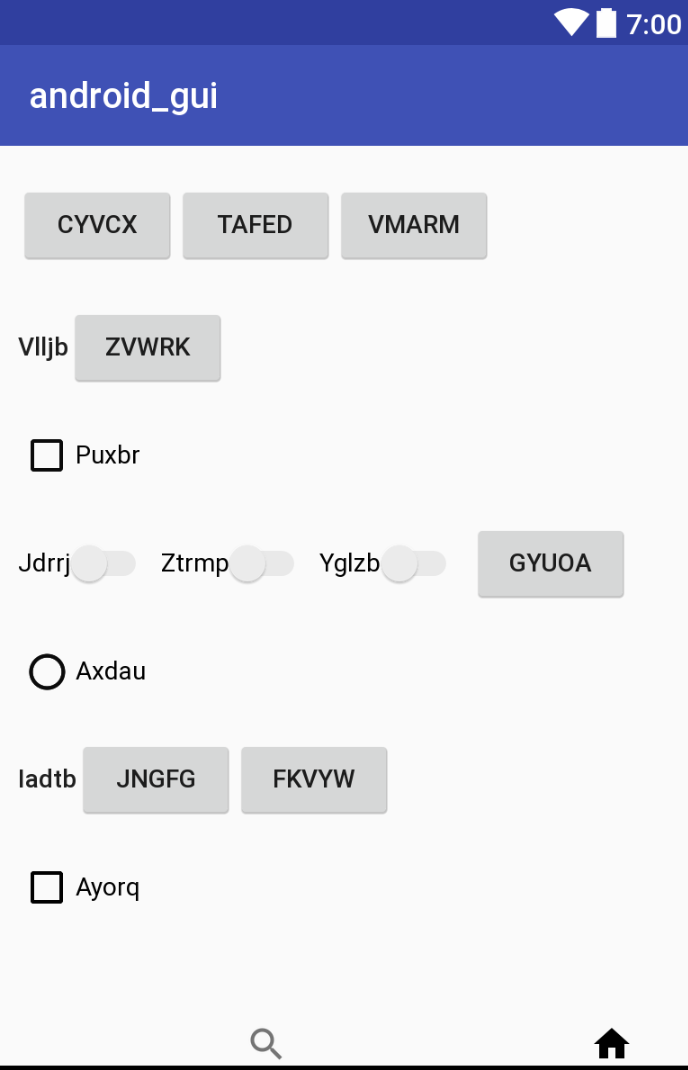 7:00
android_gui
CYVCX TAFED VMARM
Vlljb ZVWRK
Puxbr
Jdrrj Ztrmp Yglzb GYUOA
Axdau
Iadtb JNGFG FKVYW
Ayorq